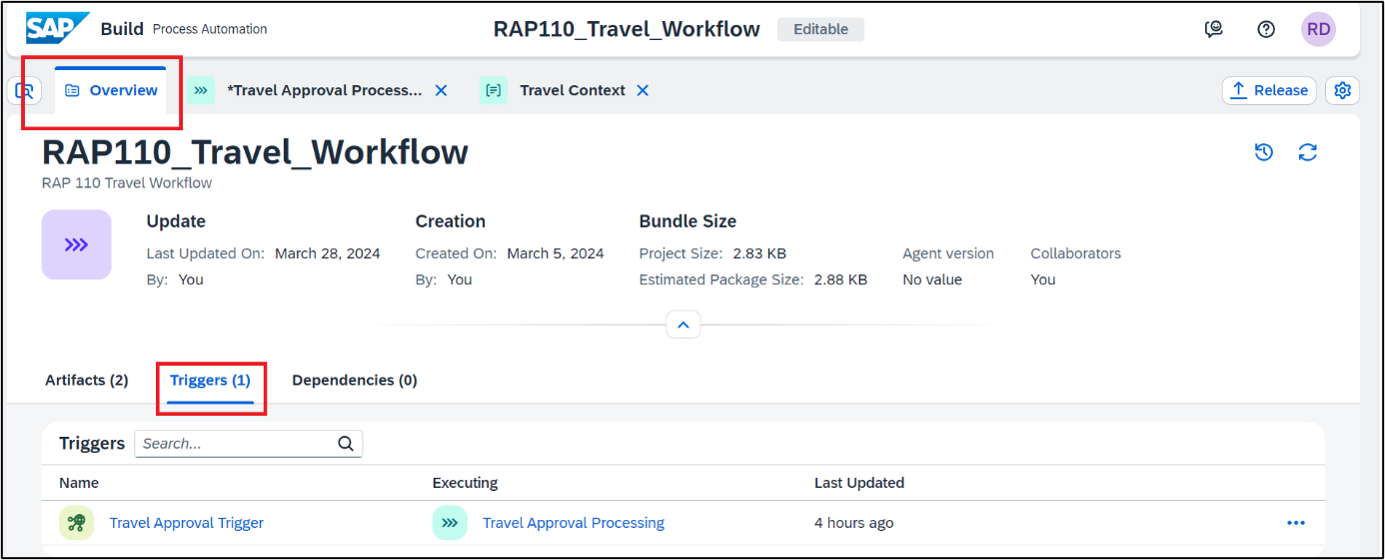 SAP Build Process Automation RAP110_Travel_Workflow Editable RD
Overview *Travel Approval Process... Travel Context Release
RAP110_Travel_Workflow
RAP 110 Travel Workflow
Update Creation Bundle Size
Last Updated On: March 28, 2024 Created On: March 5, 2024 Project Size: 2.83 KB Agent version Collaborators
By: You By: You Estimated Package Size: 2.88 KB No value You
Artifacts (2) Triggers (1) Dependencies (0)
Triggers Search...
Name Executing Last Updated
Travel Approval Trigger Travel Approval Processing 4 hours ago